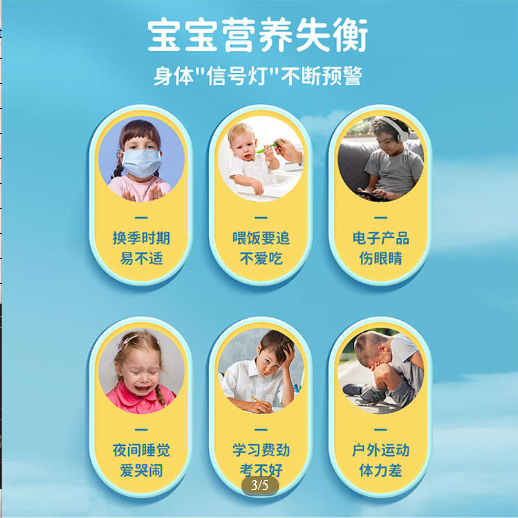 宝宝营养失衡
身体"信号灯"不断预警
换季时期
易不适
喂饭要追
不爱吃
电子产品
伤眼睛
夜间睡觉
爱哭闹
学习费劲
考不好
户外运动
体力差
3/5